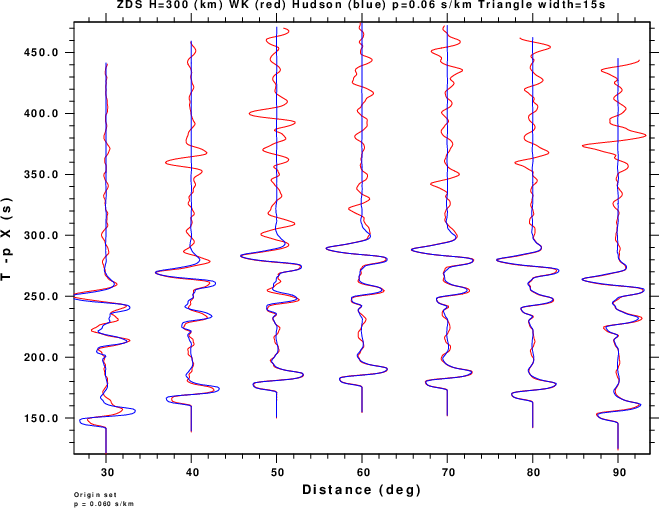 ZDS H=300 (km) WK (red) Hudson (blue) p=0.06 s/km Triangle width=15s
450.0
400.0
350.0
300.0
250.0
200.0
150.0
T -p X (s)
30 40 50 60 70 80 90
Distance (deg)
Origin set
p = 0.060 s/km